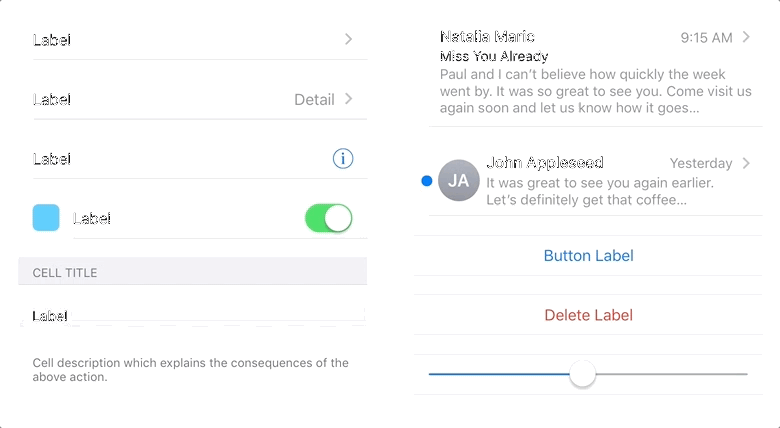 Label
Label Detail
Label
Label
CELL TITLE
Label
Cell description which explains the consequences of the
above action.
Natalia Maric 9:15 AM
Miss You Already
Paul and I can’t believe how quickly the week
went by. It was so great to see you. Come visit us
again soon and let us know how it goes...
JA
John Appleseed Yesterday
It was great to see you again earlier.
Let’s definitely get that coffee...
Button Label
Delete Label